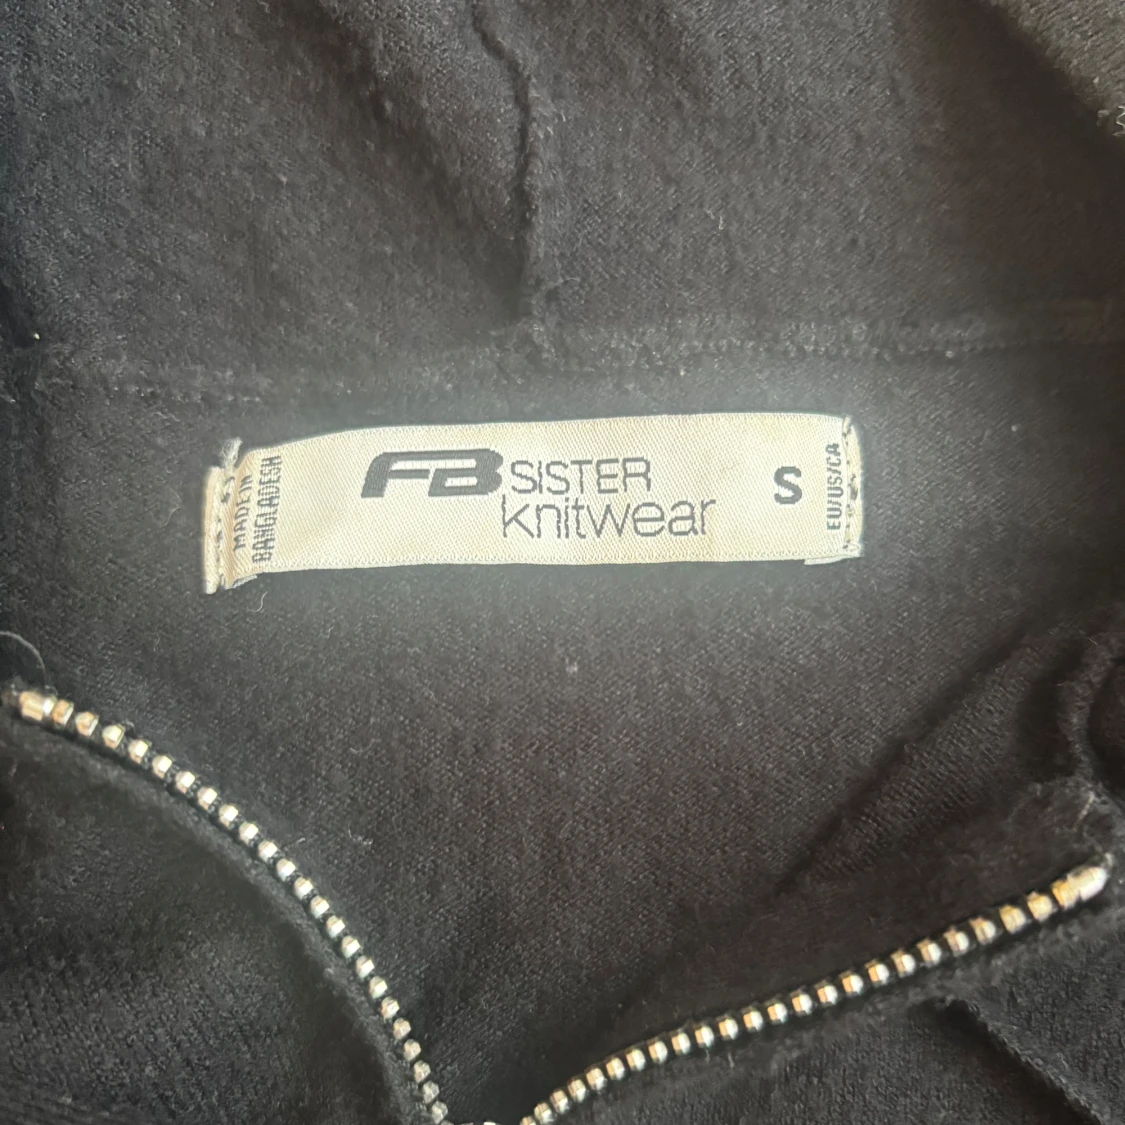 MADE IN
BANGLADESH
FB SISTER
knitwear
S
EU/US/CA